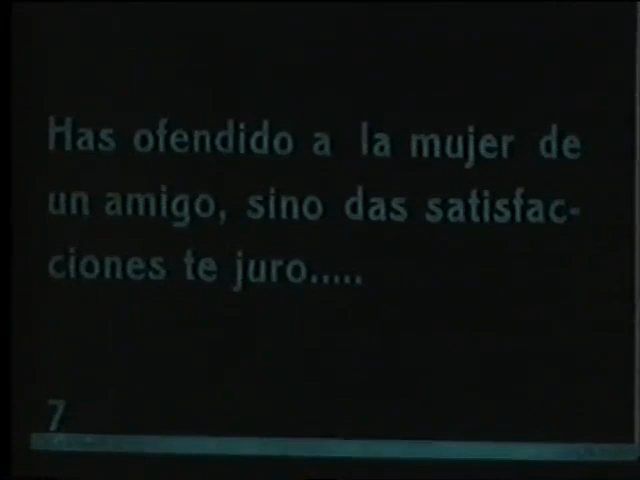 Has ofendido a la mujer de
un amigo, sino das satisfac-
ciones te juro.....
7